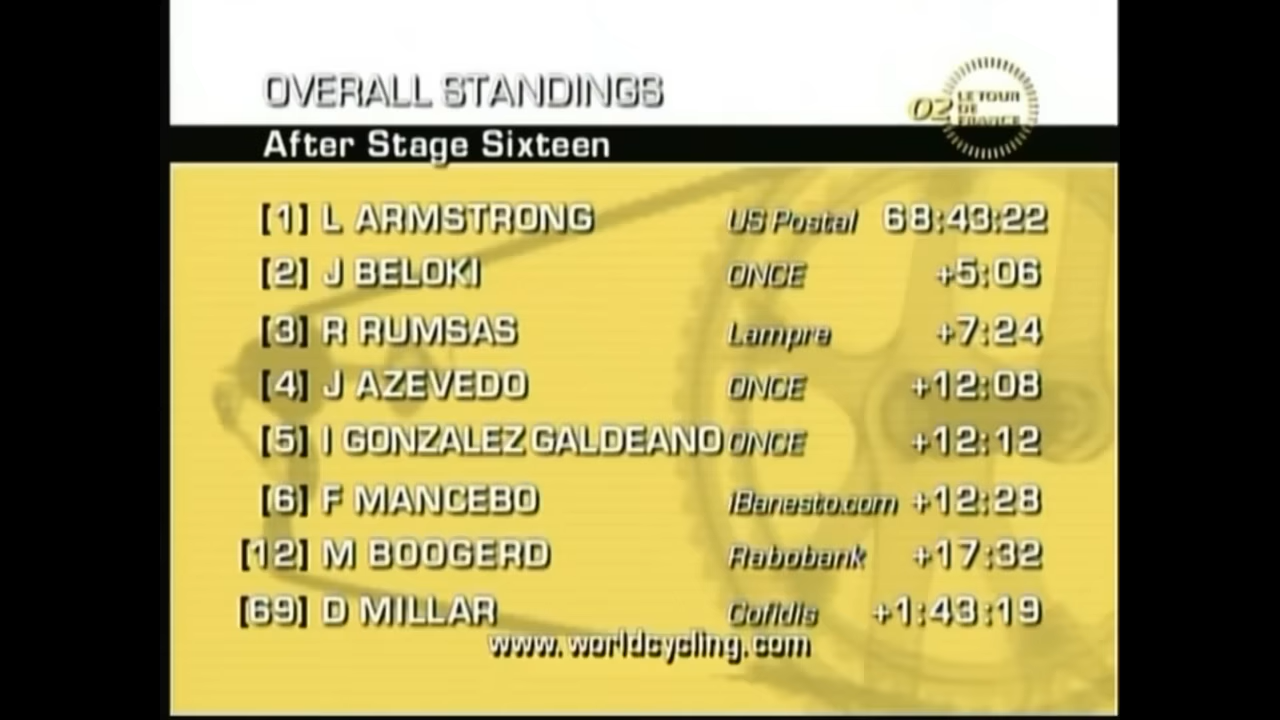 OVERALL STANDINGS
02 LE TOUR
DE
FRANCE
After Stage Sixteen
[1] L ARMSTRONG US Postal 68:43:22
[2] J BELOKI ONCE +5:06
[3] R RUMSAS Lampre +7:24
[4] J AZEVEDO ONCE +12:08
[5] I GONZALEZ GALDEANO ONCE +12:12
[6] F MANCEBO iBanesto.com +12:28
[12] M BOOGERD Rabobank +17:32
[69] D MILLAR Cofidis +1:43:19
www.worldcycling.com